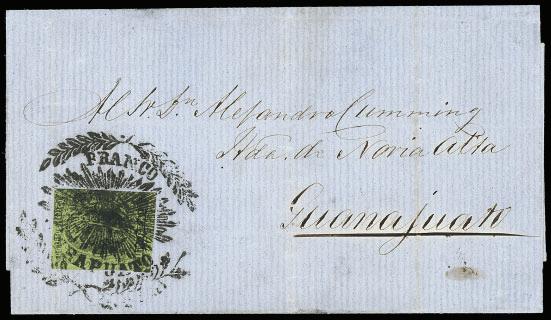 Al Sr. Dn. Alejandro Cumming
Hda. de Noria Alta
Guanajuato
FRANCO